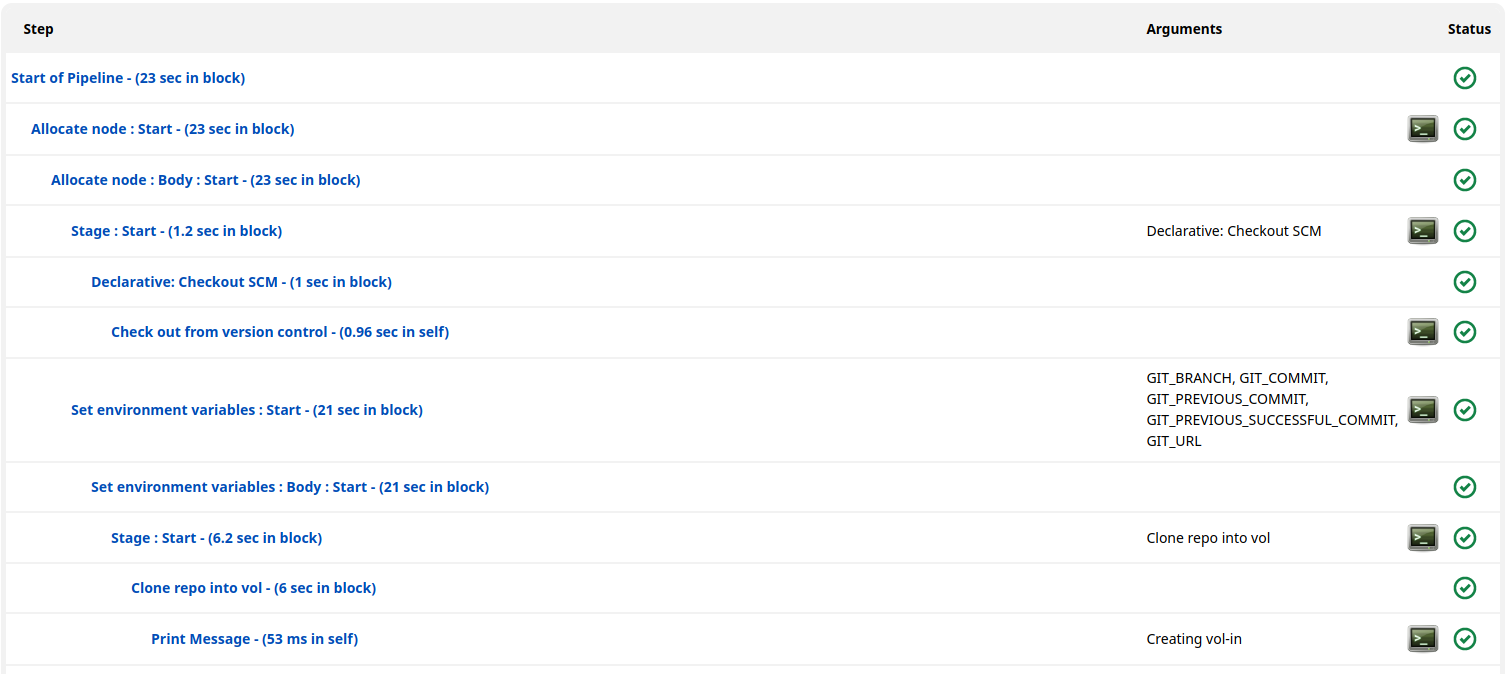 Step Arguments Status
Start of Pipeline - (23 sec in block)
Allocate node : Start - (23 sec in block)
Allocate node : Body : Start - (23 sec in block)
Stage : Start - (1.2 sec in block) Declarative: Checkout SCM
Declarative: Checkout SCM - (1 sec in block)
Check out from version control - (0.96 sec in self)
Set environment variables : Start - (21 sec in block)
GIT_BRANCH, GIT_COMMIT,
GIT_PREVIOUS_COMMIT,
GIT_PREVIOUS_SUCCESSFUL_COMMIT,
GIT_URL
Set environment variables : Body : Start - (21 sec in block)
Stage : Start - (6.2 sec in block) Clone repo into vol
Clone repo into vol - (6 sec in block)
Print Message - (53 ms in self) Creating vol-in